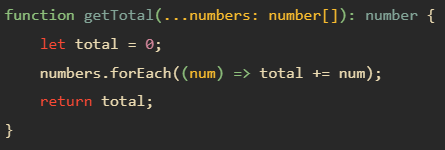 function getTotal(...numbers: number[]): number {
    let total = 0;
    numbers.forEach((num) => total += num);
    return total;
}